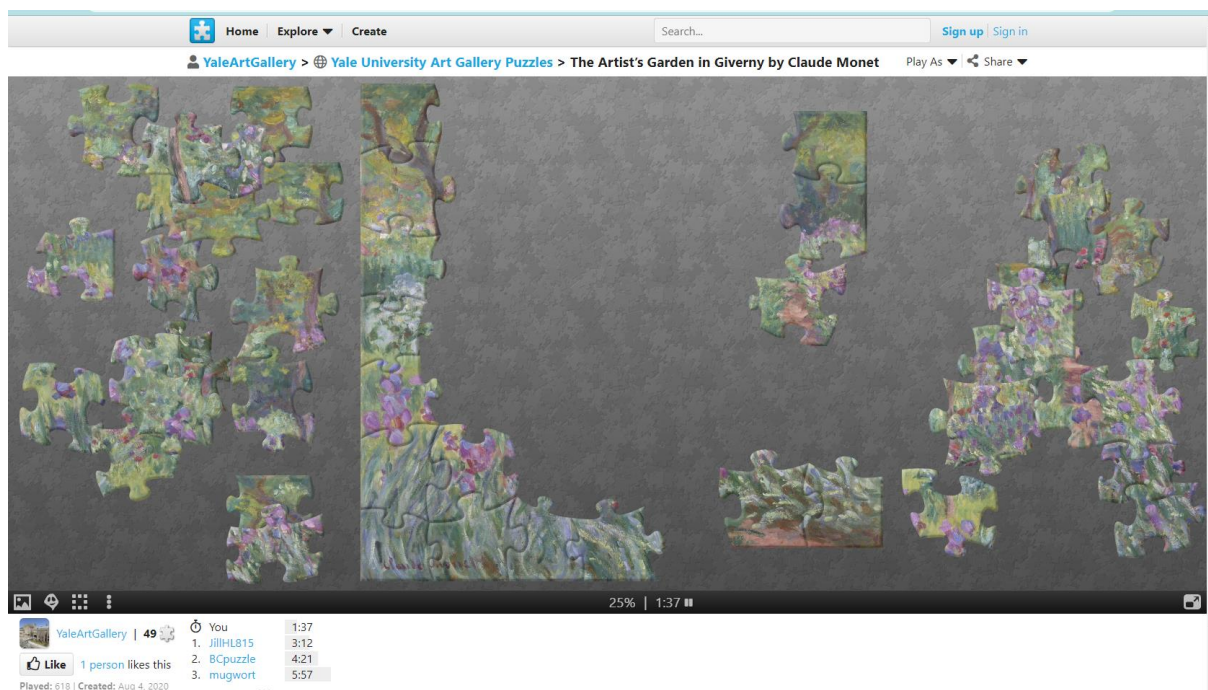 Home Explore ▼ Create Search... Sign up Sign in
YaleArtGallery > Yale University Art Gallery Puzzles > The Artist's Garden in Giverny by Claude Monet Play As ▼ Share ▼
25% | 1:37
YaleArtGallery | 49
Like 1 person likes this
Played: 618 | Created: Aug 4, 2020
You 1:37
1. JillHL815 3:12
2. BCpuzzle 4:21
3. mugwort 5:57